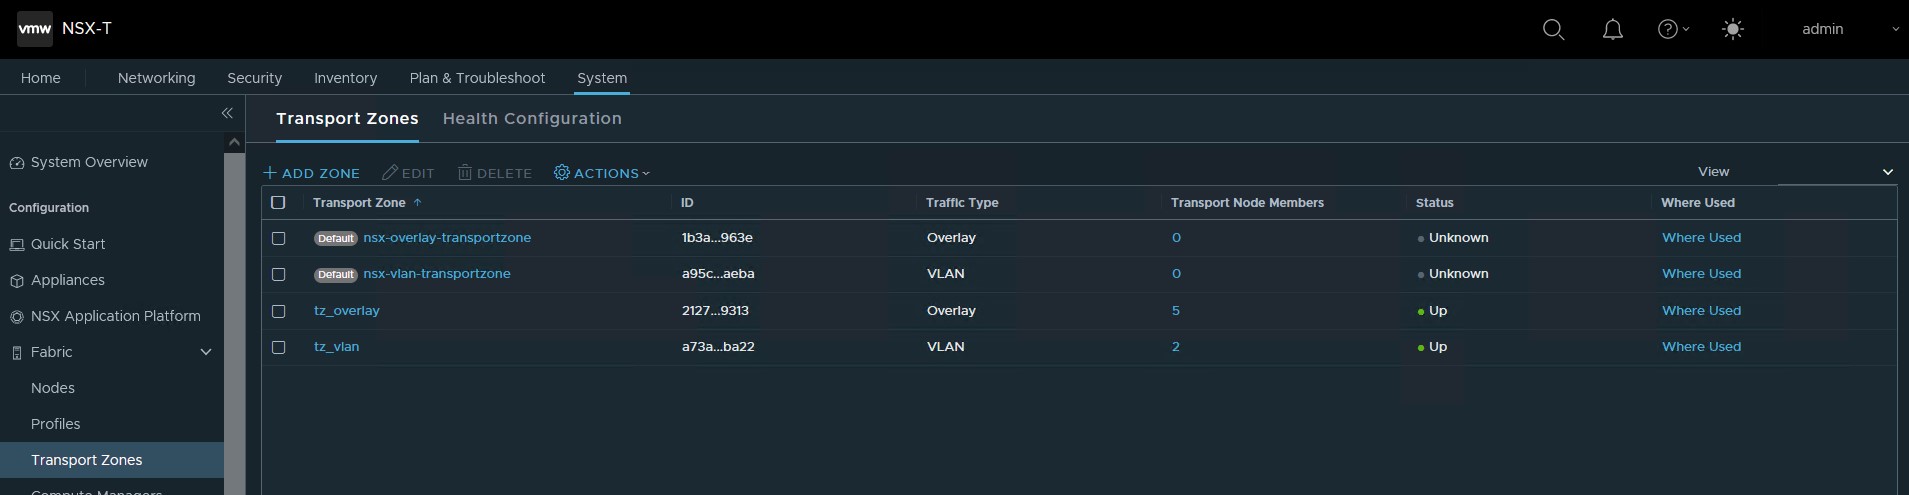 vmw NSX-T
admin
Home Networking Security Inventory Plan & Troubleshoot System
Transport Zones Health Configuration
System Overview
Configuration
Quick Start
Appliances
NSX Application Platform
Fabric
Nodes
Profiles
Transport Zones
Compute Managers
ADD ZONE EDIT DELETE ACTIONS View
Transport Zone ID Traffic Type Transport Node Members Status Where Used
Default nsx-overlay-transportzone 1b3a...963e Overlay 0 Unknown Where Used
Default nsx-vlan-transportzone a95c...aeba VLAN 0 Unknown Where Used
tz_overlay 2127...9313 Overlay 5 Up Where Used
tz_vlan a73a...ba22 VLAN 2 Up Where Used